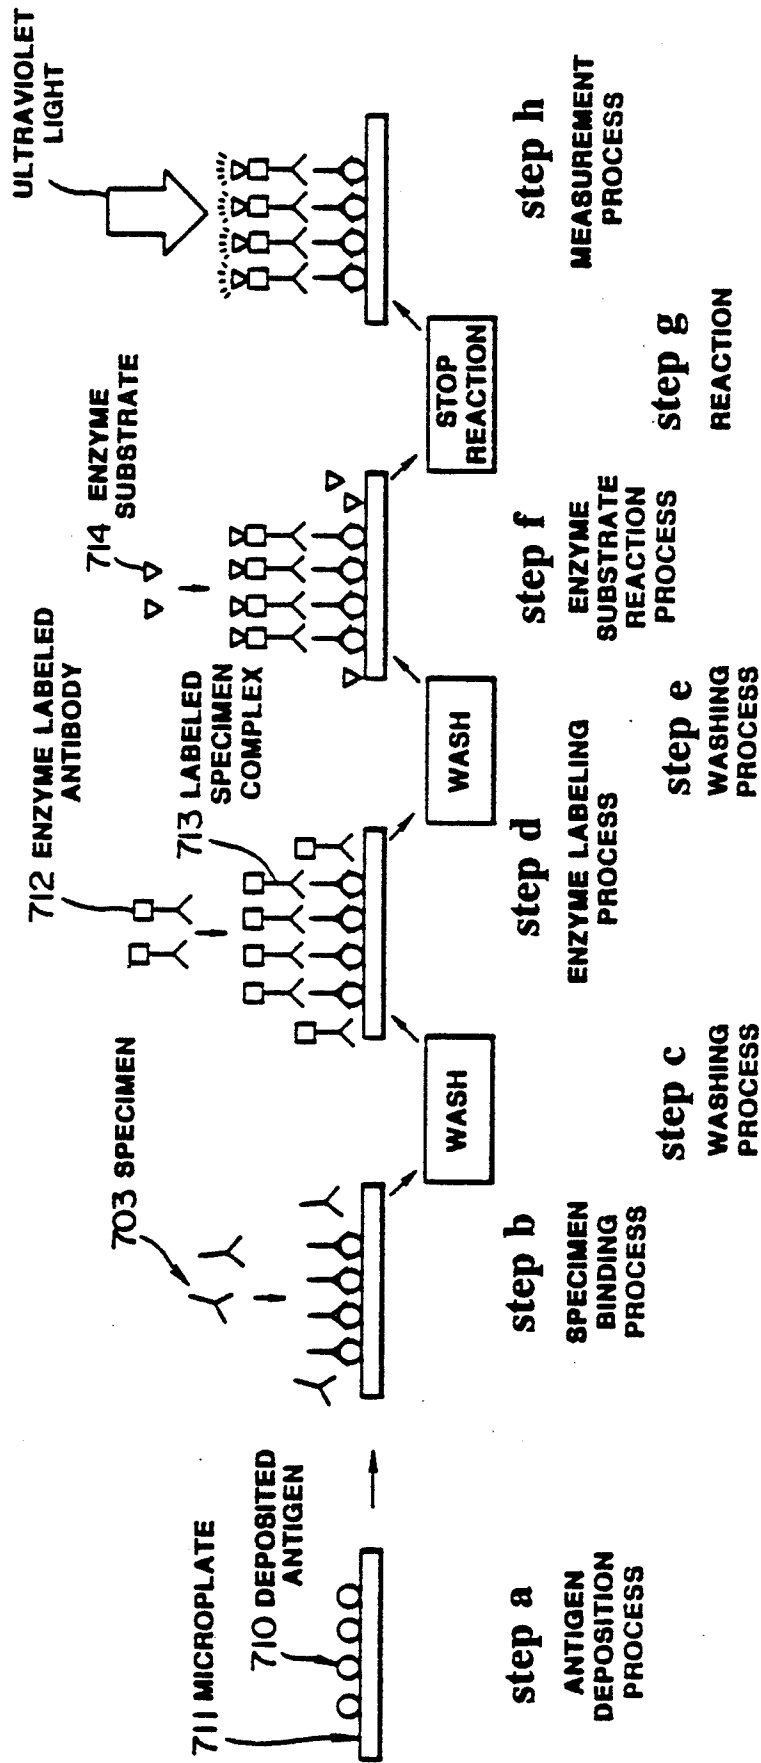 711 MICROPLATE
710 DEPOSITED
ANTIGEN
step a
ANTIGEN
DEPOSITION
PROCESS
703 SPECIMEN
step b
SPECIMEN
BINDING
PROCESS
WASH
step c
WASHING
PROCESS
712 ENZYME LABELED
ANTIBODY
713 LABELED
SPECIMEN
COMPLEX
step d
ENZYME LABELING
PROCESS
WASH
step e
WASHING
PROCESS
714 ENZYME
SUBSTRATE
step f
ENZYME
SUBSTRATE
REACTION
PROCESS
STOP
REACTION
step g
REACTION
ULTRAVIOLET
LIGHT
step h
MEASUREMENT
PROCESS